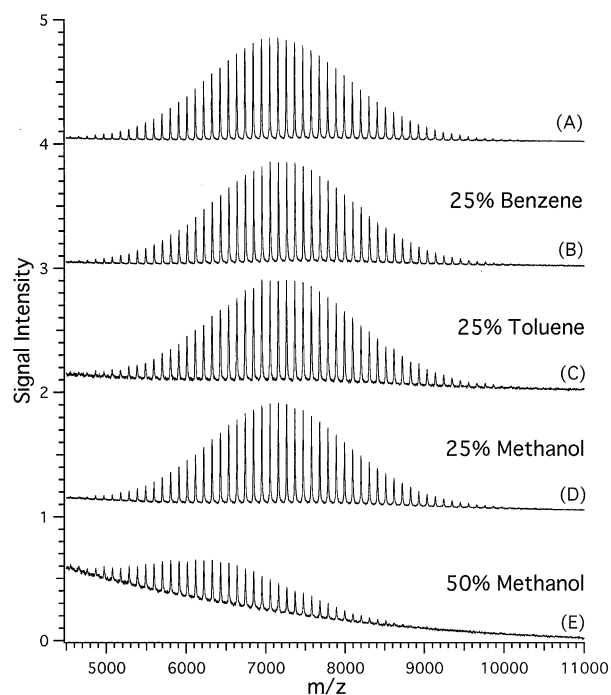 5
(A)
4
25% Benzene
(B)
3
25% Toluene
(C)
2
25% Methanol
(D)
1
50% Methanol
(E)
0
Signal Intensity
5000 6000 7000 8000 9000 10000 11000
m/z